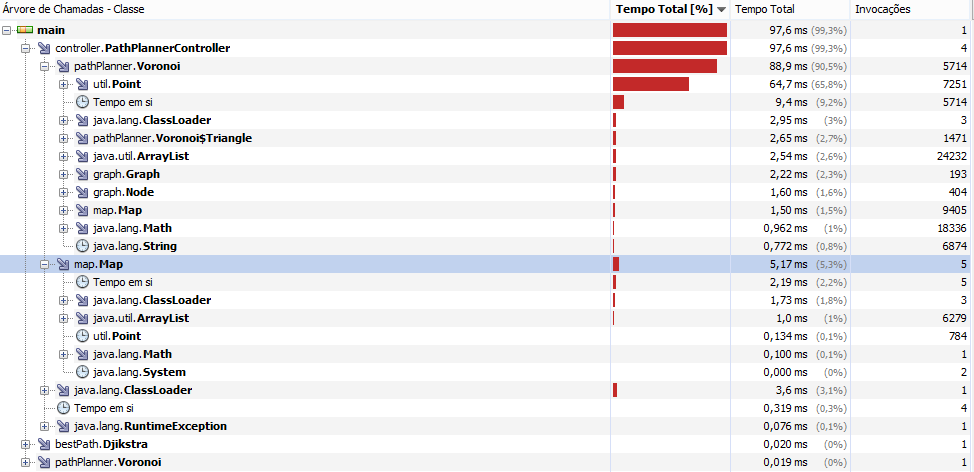 Árvore de Chamadas - Classe Tempo Total [%] Tempo Total Invocações
main 97,6 ms (99,3%) 1
controller.PathPlannerController 97,6 ms (99,3%) 4
pathPlanner.Voronoi 88,9 ms (90,5%) 5714
util.Point 64,7 ms (65,8%) 7251
Tempo em si 9,4 ms (9,2%) 5714
java.lang.ClassLoader 2,95 ms (3%) 3
pathPlanner.Voronoi$Triangle 2,65 ms (2,7%) 1471
java.util.ArrayList 2,54 ms (2,6%) 24232
graph.Graph 2,22 ms (2,3%) 193
graph.Node 1,60 ms (1,6%) 404
map.Map 1,50 ms (1,5%) 9405
java.lang.Math 0,962 ms (1%) 18336
java.lang.String 0,772 ms (0,8%) 6874
map.Map 5,17 ms (5,3%) 5
Tempo em si 2,19 ms (2,2%) 5
java.lang.ClassLoader 1,73 ms (1,8%) 3
java.util.ArrayList 1,0 ms (1%) 6279
util.Point 0,134 ms (0,1%) 784
java.lang.Math 0,100 ms (0,1%) 1
java.lang.System 0,000 ms (0%) 2
java.lang.ClassLoader 3,6 ms (3,1%) 1
Tempo em si 0,319 ms (0,3%) 4
java.lang.RuntimeException 0,076 ms (0,1%) 1
bestPath.Djikstra 0,020 ms (0%) 1
pathPlanner.Voronoi 0,019 ms (0%) 1